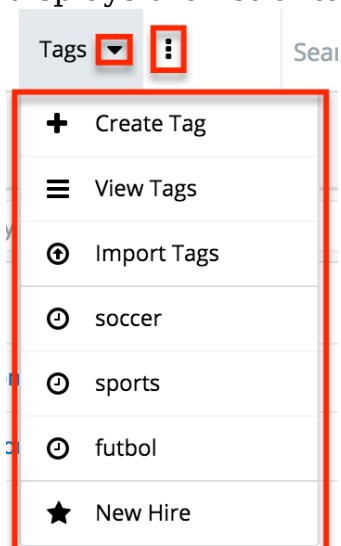 Tags
Sear
Create Tag
View Tags
Import Tags
soccer
sports
futbol
New Hire